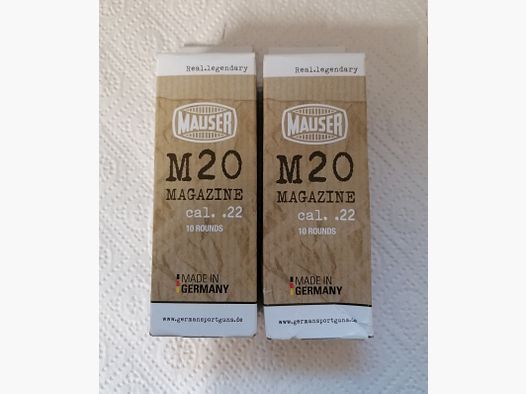 Real.legendary
MAUSER
M20
MAGAZINE
cal. .22
10 ROUNDS
MADE IN
GERMANY
www.germansportguns.de
Real.legendary
MAUSER
M20
MAGAZINE
cal. .22
10 ROUNDS
MADE IN
GERMANY
www.germansportguns.de